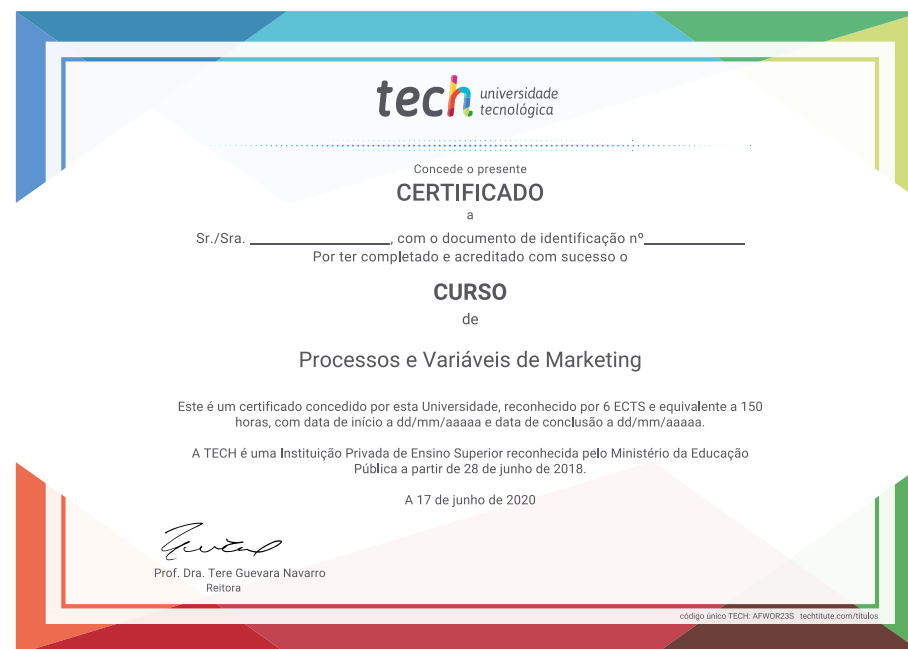 tech universidade
tecnológica
Concede o presente
CERTIFICADO
a
Sr./Sra. ____________________, com o documento de identificação nº______________
Por ter completado e acreditado com sucesso o
CURSO
de
Processos e Variáveis de Marketing
Este é um certificado concedido por esta Universidade, reconhecido por 6 ECTS e equivalente a 150
horas, com data de início a dd/mm/aaaaa e data de conclusão a dd/mm/aaaaa.
A TECH é uma Instituição Privada de Ensino Superior reconhecida pelo Ministério da Educação
Pública a partir de 28 de junho de 2018.
A 17 de junho de 2020
Prof. Dra. Tere Guevara Navarro
Reitora
código único TECH: AFWOR23S techtitute.com/titulos